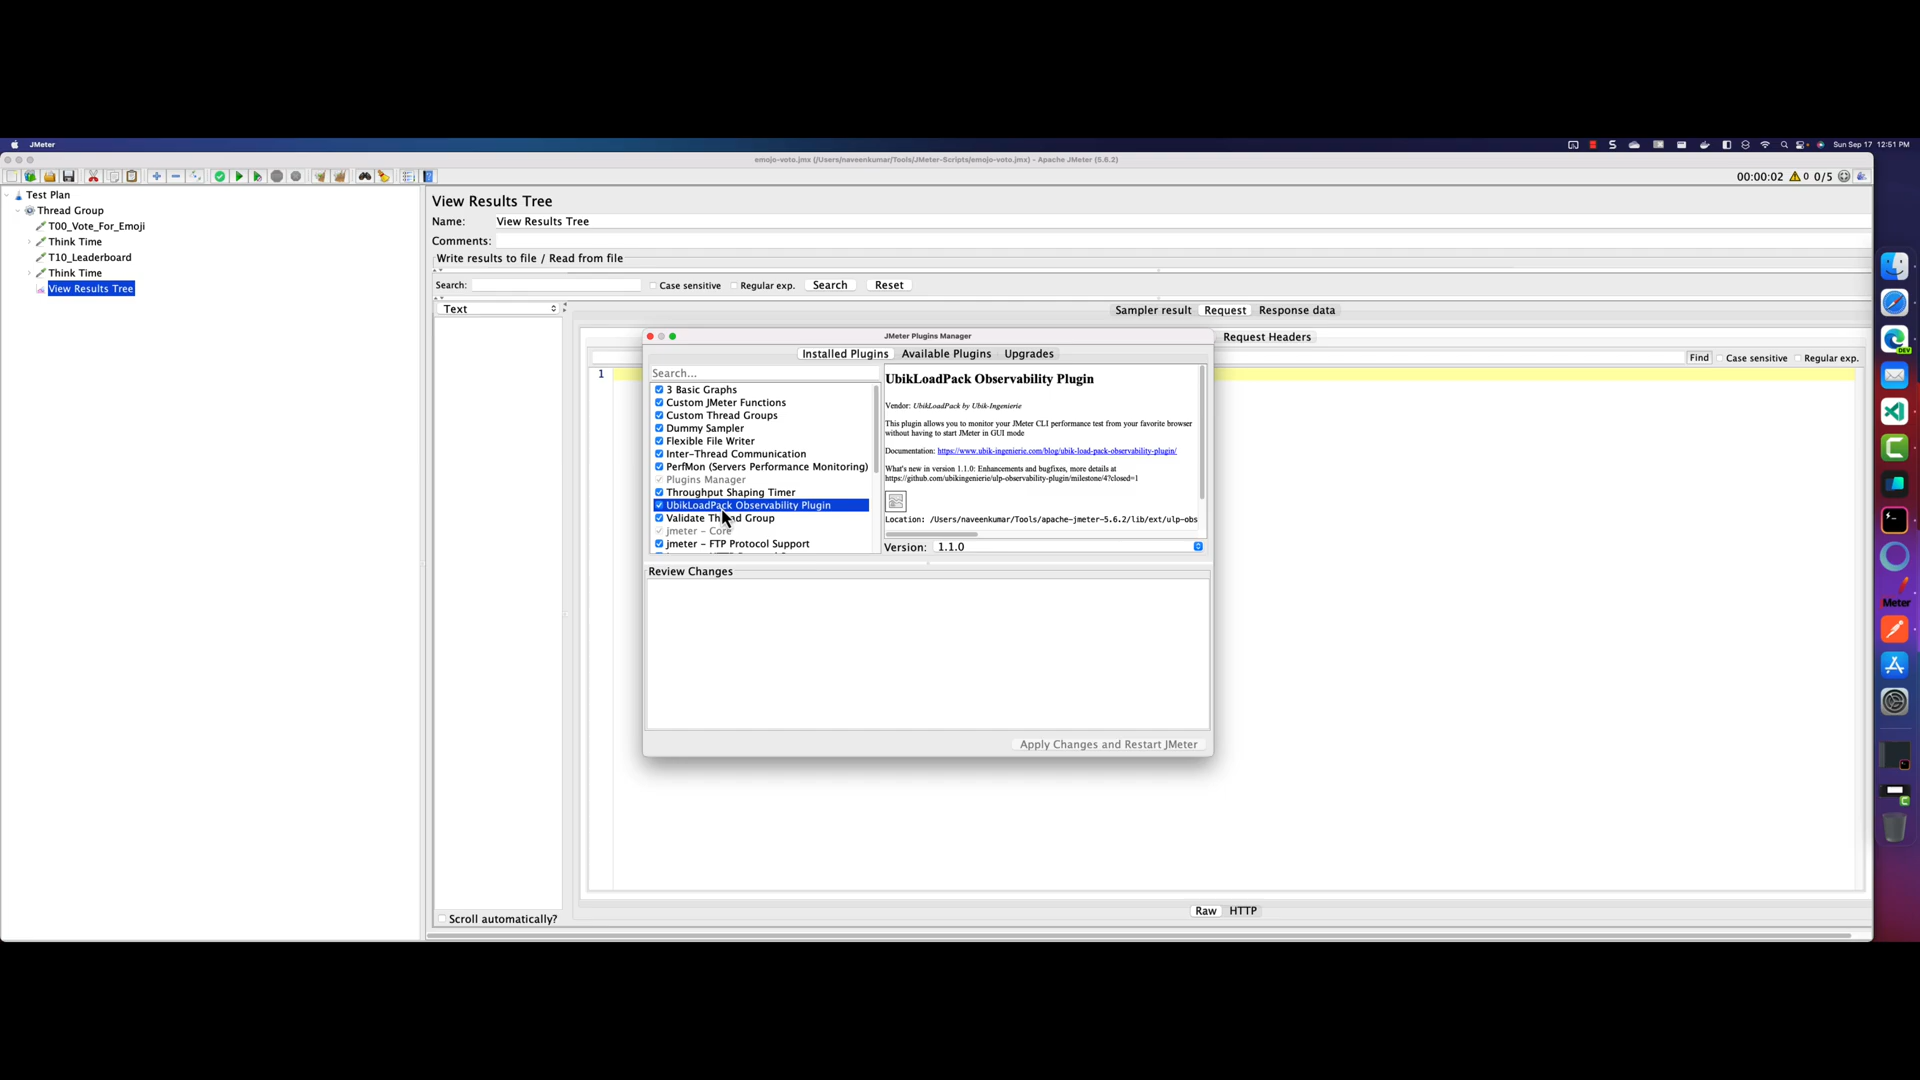 JMeter
Sun Sep 17 12:51 PM
emojo-voto.jmx (/Users/naveenkumar/Tools/JMeter-Scripts/emojo-voto.jmx) - Apache JMeter (5.6.2)
00:00:02 0 0/5
Test Plan
Thread Group
T00_Vote_For_Emoji
Think Time
T10_Leaderboard
Think Time
View Results Tree
View Results Tree
Name: View Results Tree
Comments:
Write results to file / Read from file
Search: Case sensitive Regular exp. Search Reset
Text
Sampler result Request Response data
Request Headers
Find Case sensitive Regular exp.
1
JMeter Plugins Manager
Installed Plugins Available Plugins Upgrades
Search...
3 Basic Graphs
Custom JMeter Functions
Custom Thread Groups
Dummy Sampler
Flexible File Writer
Inter-Thread Communication
PerfMon (Servers Performance Monitoring)
Plugins Manager
Throughput Shaping Timer
UbikLoadPack Observability Plugin
Validate Thread Group
jmeter - Core
jmeter - FTP Protocol Support
UbikLoadPack Observability Plugin
Vendor: UbikLoadPack by Ubik-Ingenierie
This plugin allows you to monitor your JMeter CLI performance test from your favorite browser
without having to start JMeter in GUI mode
Documentation: https://www.ubik-ingenierie.com/blog/ubik-load-pack-observability-plugin/
What's new in version 1.1.0: Enhancements and bugfixes, more details at
https://github.com/ubikingenierie/ulp-observability-plugin/milestone/4?closed=1
Location: /Users/naveenkumar/Tools/apache-jmeter-5.6.2/lib/ext/ulp-obs
Version: 1.1.0
Review Changes
Apply Changes and Restart JMeter
Raw HTTP
Scroll automatically?
DEV
Meter